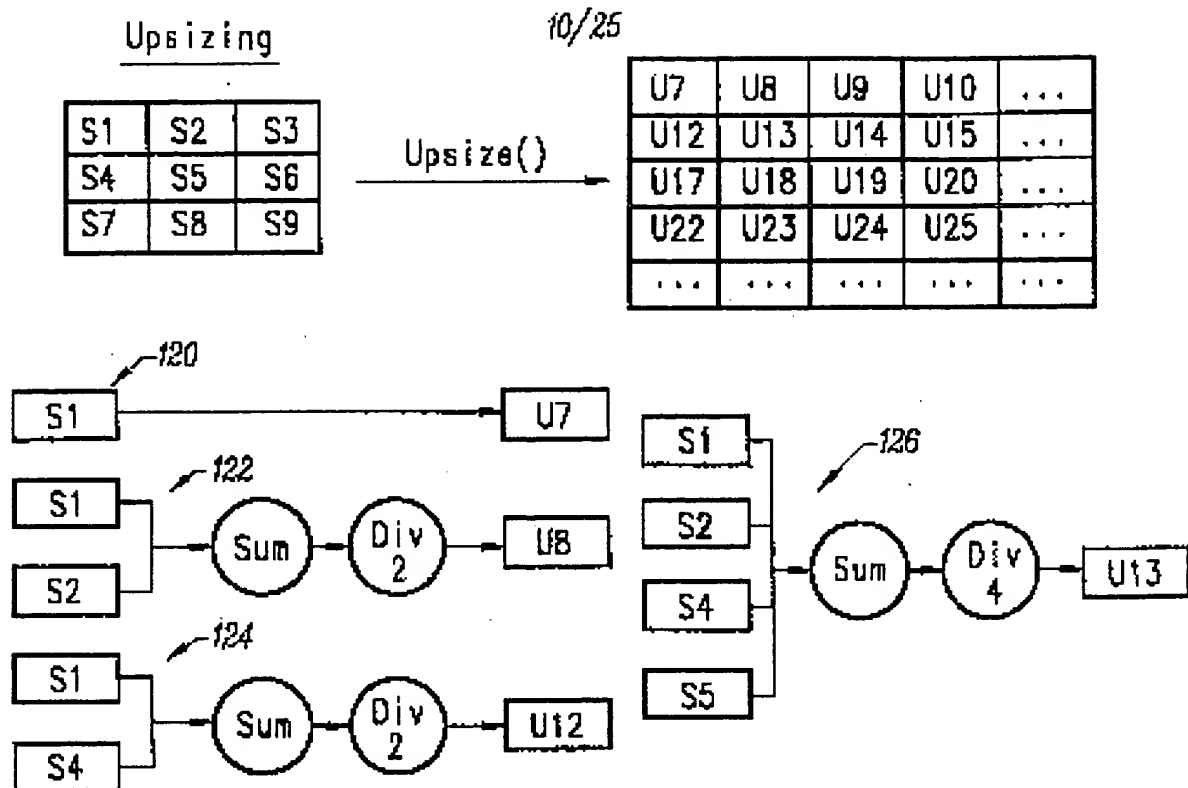 Upsizing
10/25
S1 S2 S3
S4 S5 S6
S7 S8 S9
Upsize()
U7 U8 U9 U10 ...
U12 U13 U14 U15 ...
U17 U18 U19 U20 ...
U22 U23 U24 U25 ...
... ... ... ... ...
120
S1 U7
122
S1
S2
Sum
Div
2
U8
124
S1
S4
Sum
Div
2
U12
126
S1
S2
S4
S5
Sum
Div
4
U13